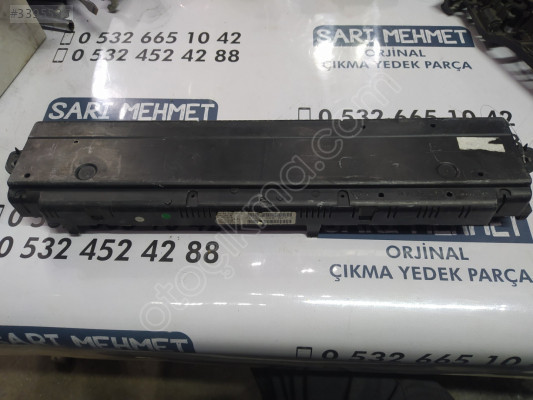 0 532 665 10 42
0 532 452 42 88
SARI MEHMET
ORJİNAL
ÇIKMA YEDEK PARÇA
SARI MEHMET
0 532 665 10 42
otoçıkma.com
0 532 452 42 88
ORJİNAL
ÇIKMA YEDEK PARÇA
SARI MEHMET
0 532 665 10